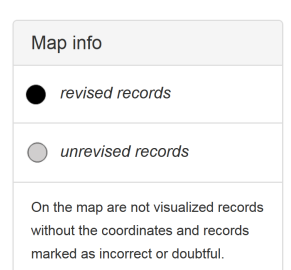 Map info
revised records
unrevised records
On the map are not visualized records
without the coordinates and records
marked as incorrect or doubtful.